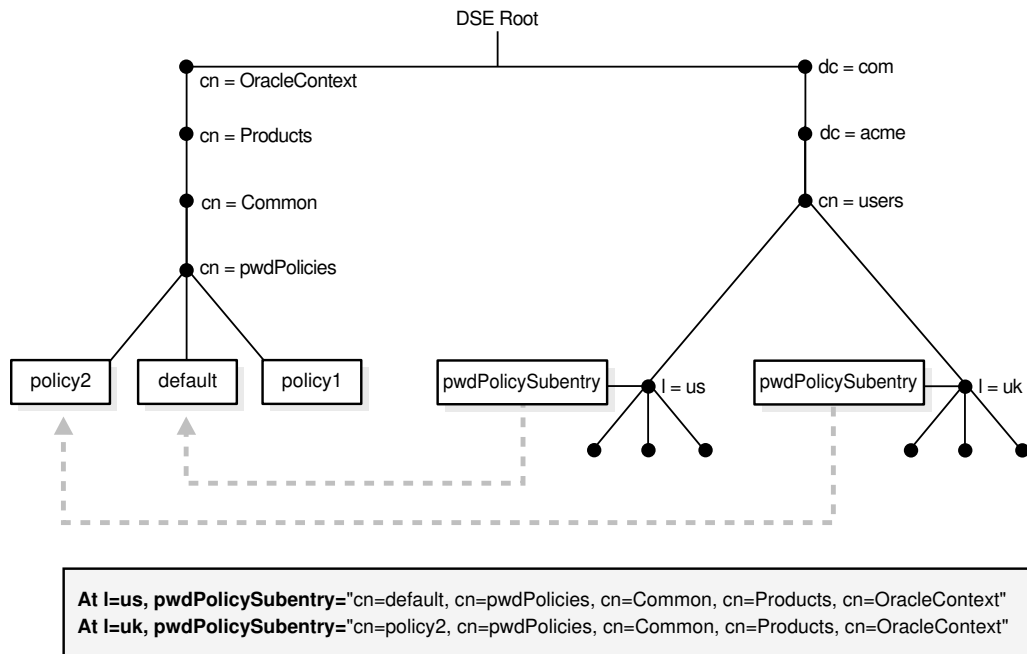 DSE Root
cn = OracleContext
dc = com
cn = Products
dc = acme
cn = Common
cn = users
cn = pwdPolicies
policy2
default
policy1
pwdPolicySubentry
l = us
pwdPolicySubentry
l = uk
At l=us, pwdPolicySubentry="cn=default, cn=pwdPolicies, cn=Common, cn=Products, cn=OracleContext"
At l=uk, pwdPolicySubentry="cn=policy2, cn=pwdPolicies, cn=Common, cn=Products, cn=OracleContext"